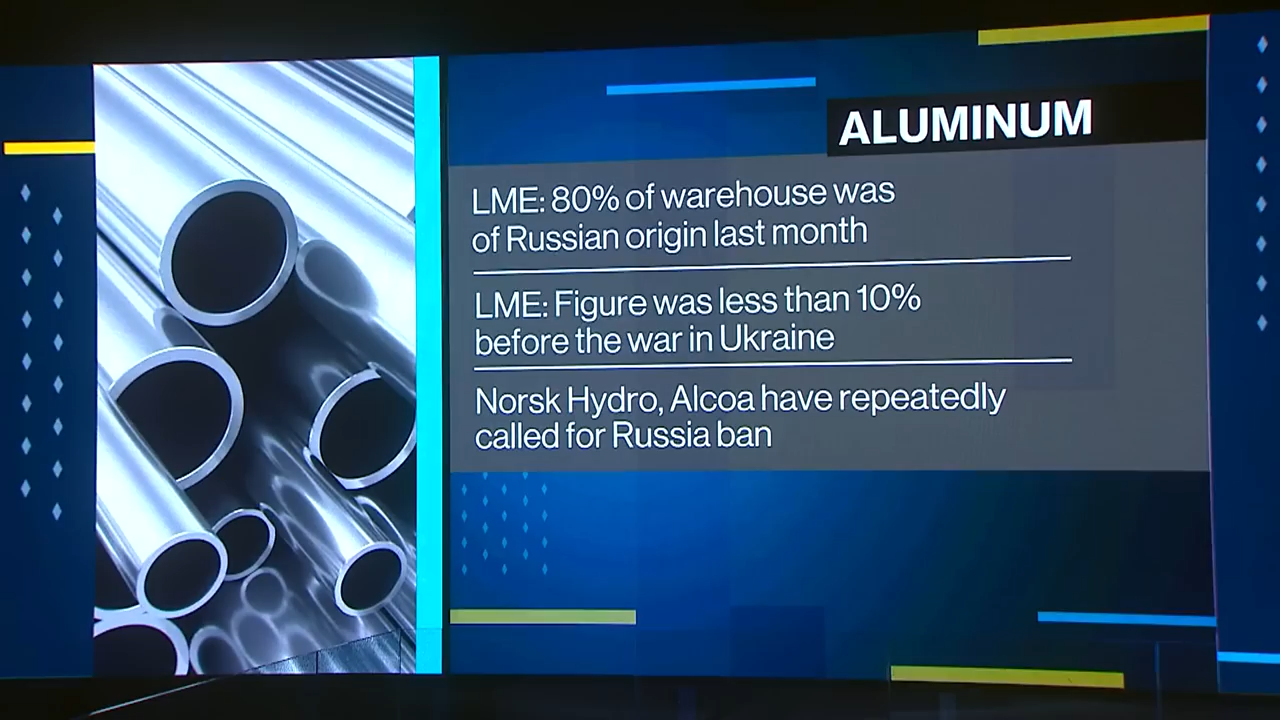 ALUMINUM
LME: 80% of warehouse was
of Russian origin last month
LME: Figure was less than 10%
before the war in Ukraine
Norsk Hydro, Alcoa have repeatedly
called for Russia ban